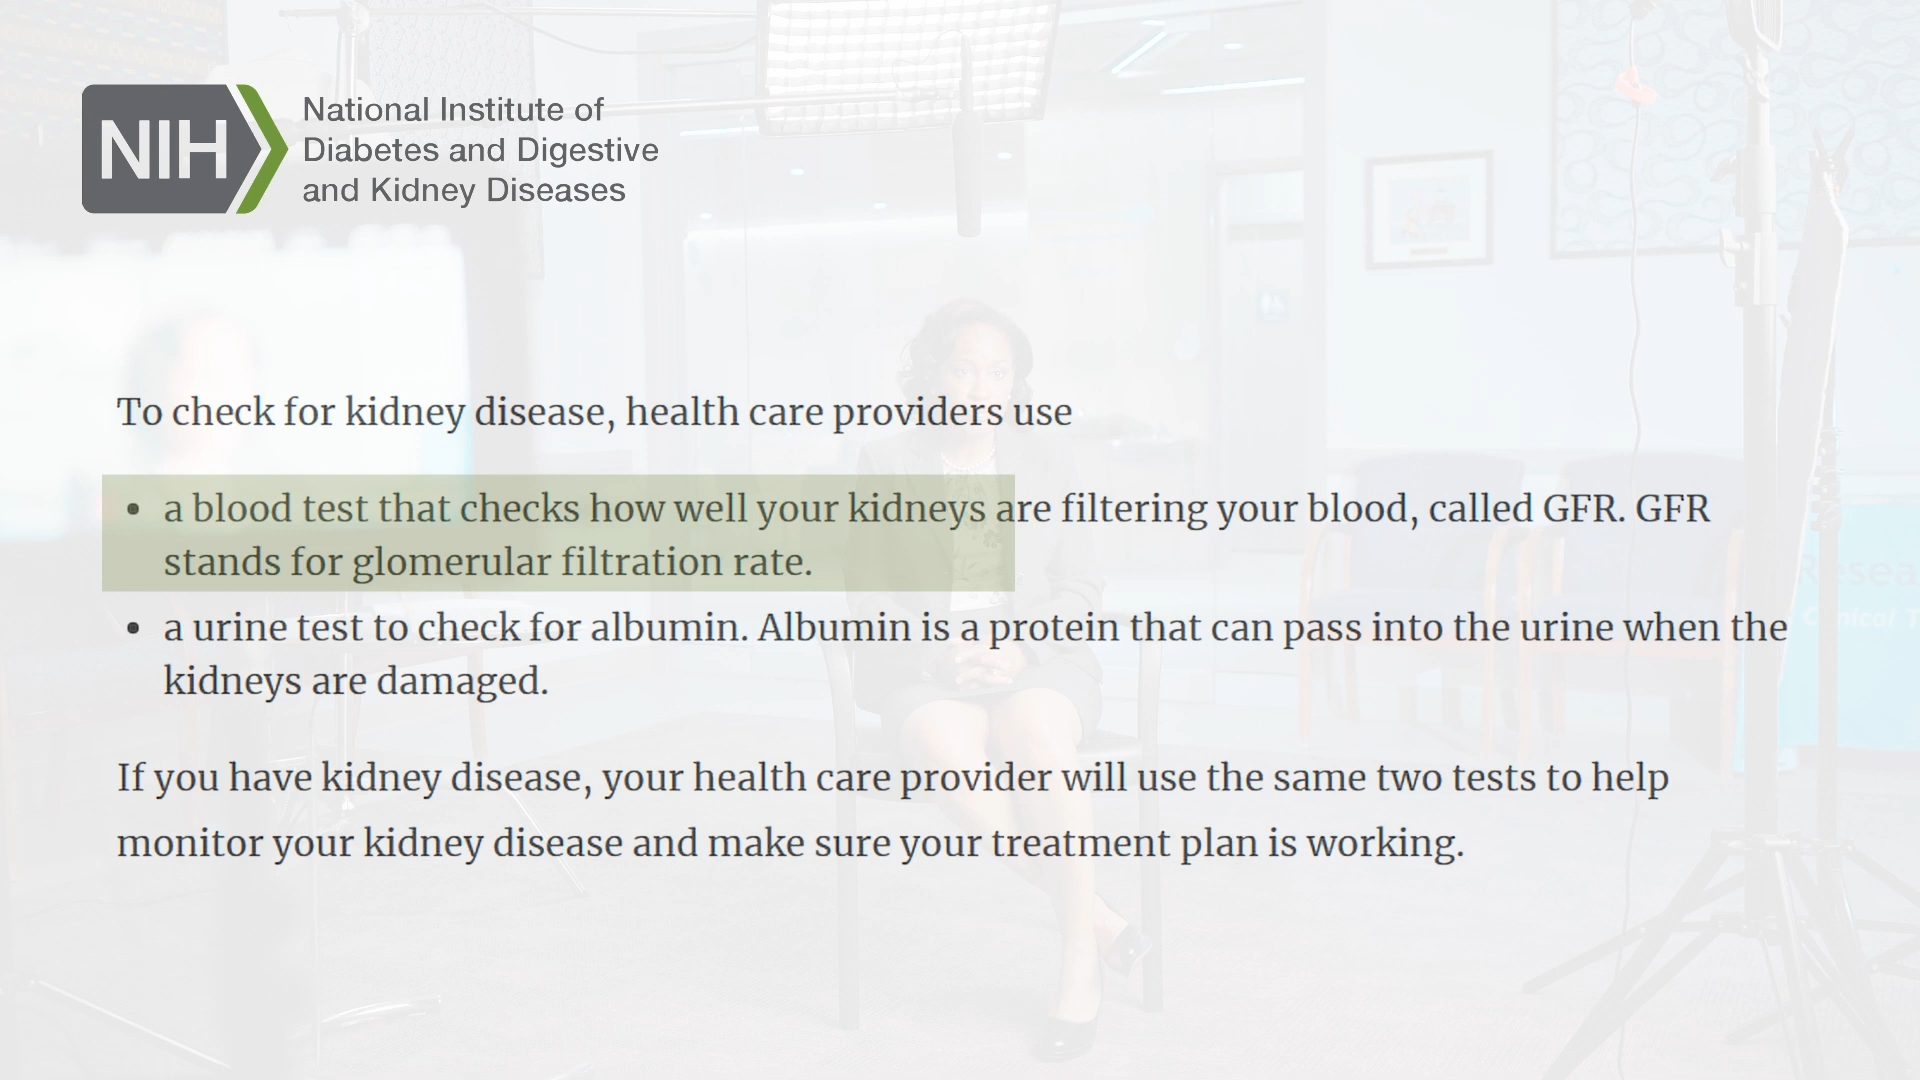 NIH
National Institute of
Diabetes and Digestive
and Kidney Diseases
To check for kidney disease, health care providers use
• a blood test that checks how well your kidneys are filtering your blood, called GFR. GFR
stands for glomerular filtration rate.
• a urine test to check for albumin. Albumin is a protein that can pass into the urine when the
kidneys are damaged.
If you have kidney disease, your health care provider will use the same two tests to help
monitor your kidney disease and make sure your treatment plan is working.